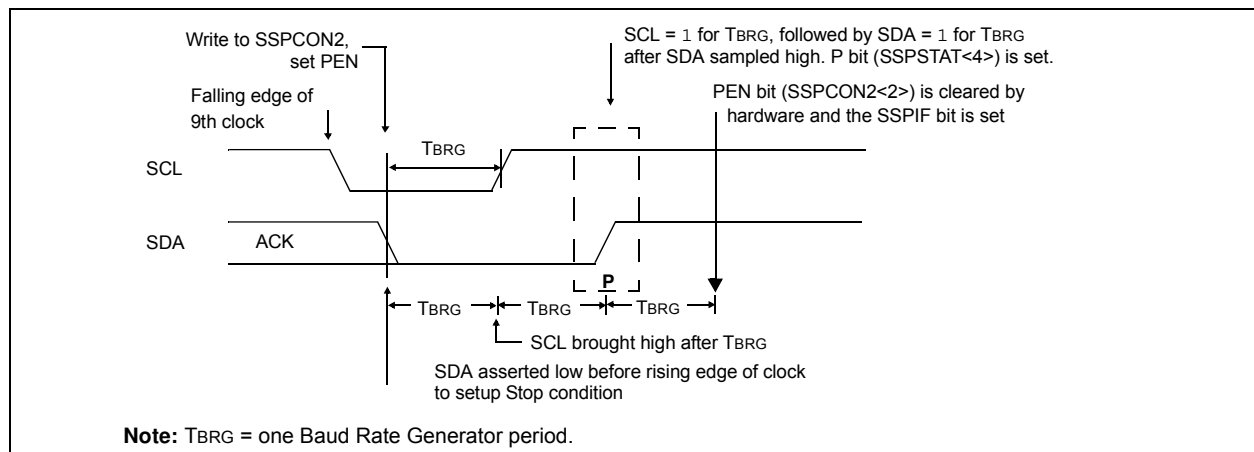 Write to SSPCON2,
set PEN
SCL = 1 for TBRG, followed by SDA = 1 for TBRG
after SDA sampled high. P bit (SSPSTAT<4>) is set.
Falling edge of
9th clock
PEN bit (SSPCON2<2>) is cleared by
hardware and the SSPIF bit is set
TBRG
SCL
SDA
ACK
P
TBRG
TBRG
TBRG
SCL brought high after TBRG
SDA asserted low before rising edge of clock
to setup Stop condition
Note: TBRG = one Baud Rate Generator period.